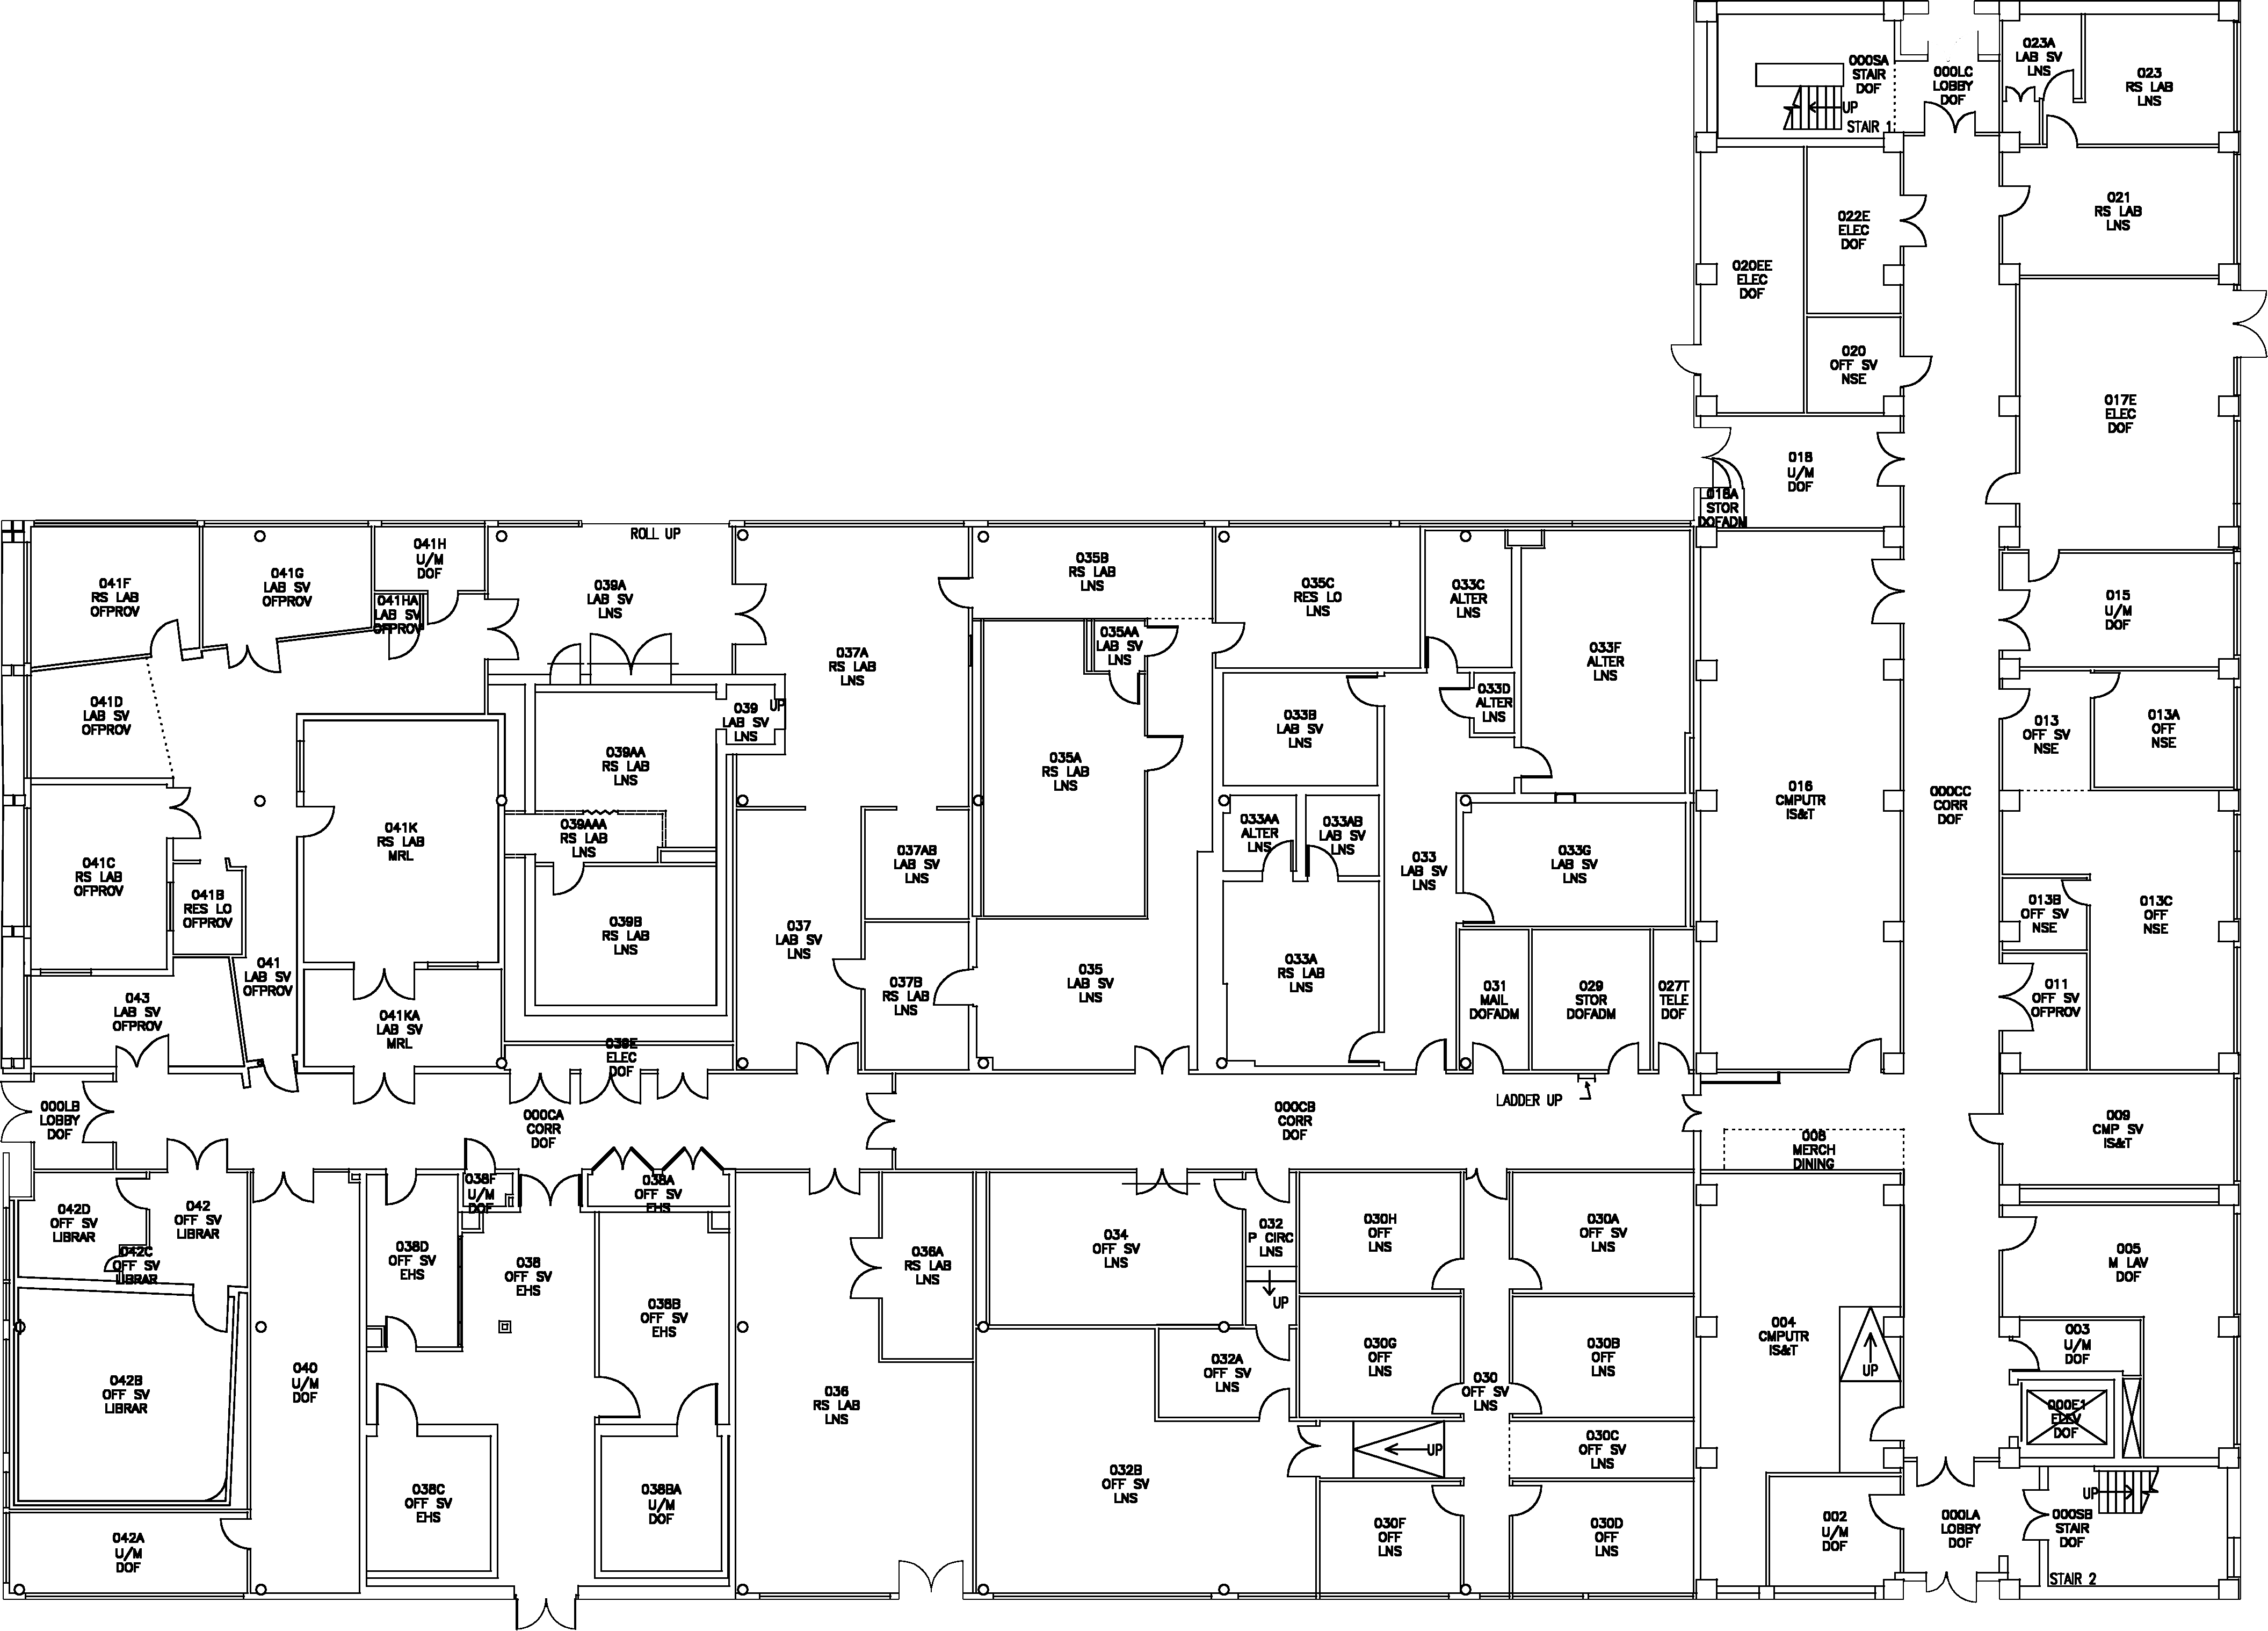 000SA
STAIR
DOF
UP
STAIR 1
000LC
LOBBY
DOF
023A
LAB SV
LNS
023
RS LAB
LNS
022E
ELEC
DOF
020EE
ELEC
DOF
021
RS LAB
LNS
020
OFF SV
NSE
017E
ELEC
DOF
018
U/M
DOF
018A
STOR
DOFADM
ROLL UP
041F
RS LAB
OFPROV
041G
LAB SV
OFPROV
041H
U/M
DOF
041HA
LAB SV
OFPROV
039A
LAB SV
LNS
037A
RS LAB
LNS
035B
RS LAB
LNS
035AA
LAB SV
LNS
035C
RES LO
LNS
033C
ALTER
LNS
033F
ALTER
LNS
033D
ALTER
LNS
015
U/M
DOF
041D
LAB SV
OFPROV
039
LAB SV
LNS
UP
039AA
RS LAB
LNS
035A
RS LAB
LNS
033B
LAB SV
LNS
013
OFF SV
NSE
013A
OFF
NSE
016
CMPUTR
IS&T
000CC
CORR
DOF
041C
RS LAB
OFPROV
041B
RES LO
OFPROV
041K
RS LAB
MRL
039AAA
RS LAB
LNS
037AB
LAB SV
LNS
033AA
ALTER
LNS
033AB
LAB SV
LNS
033
LAB SV
LNS
033G
LAB SV
LNS
013B
OFF SV
NSE
013C
OFF
NSE
041
LAB SV
OFPROV
039B
RS LAB
LNS
037
LAB SV
LNS
037B
RS LAB
LNS
035
LAB SV
LNS
033A
RS LAB
LNS
031
MAIL
DOFADM
029
STOR
DOFADM
027T
TELE
DOF
011
OFF SV
OFPROV
043
LAB SV
OFPROV
041KA
LAB SV
MRL
039E
ELEC
DOF
000LB
LOBBY
DOF
000CA
CORR
DOF
000CB
CORR
DOF
LADDER UP
008
MERCH
DINING
009
CMP SV
IS&T
042D
OFF SV
LIBRAR
042
OFF SV
LIBRAR
042C
OFF SV
LIBRAR
038F
U/M
DOF
038A
OFF SV
EHS
038D
OFF SV
EHS
038
OFF SV
EHS
038B
OFF SV
EHS
036A
RS LAB
LNS
034
OFF SV
LNS
032
P CIRC
LNS
UP
030H
OFF
LNS
030A
OFF SV
LNS
005
M LAV
DOF
042B
OFF SV
LIBRAR
040
U/M
DOF
036
RS LAB
LNS
032A
OFF SV
LNS
030G
OFF
LNS
030
OFF SV
LNS
030B
OFF
LNS
004
CMPUTR
IS&T
UP
003
U/M
DOF
000E1
ELEV
DOF
UP
030C
OFF SV
LNS
038C
OFF SV
EHS
038BA
U/M
DOF
032B
OFF SV
LNS
042A
U/M
DOF
030F
OFF
LNS
030D
OFF
LNS
002
U/M
DOF
000LA
LOBBY
DOF
UP
000SB
STAIR
DOF
STAIR 2